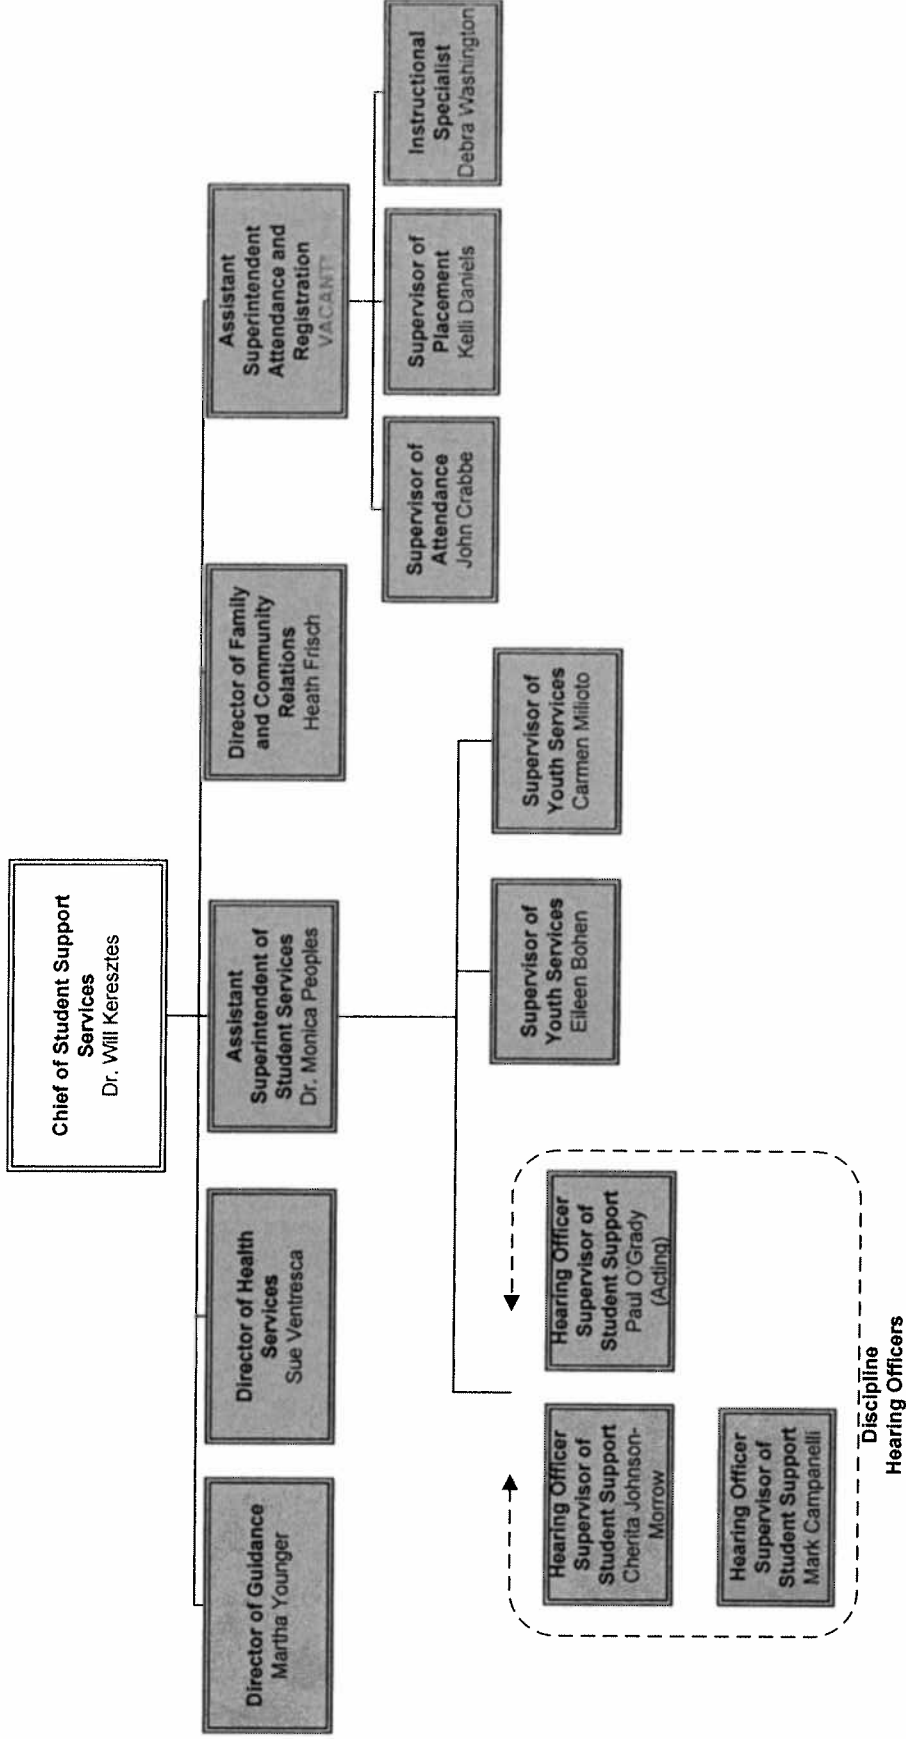 Chief of Student Support
Services
Dr. Will Keresztes
Director of Guidance
Martha Younger
Director of Health
Services
Sue Ventresca
Assistant
Superintendent of
Student Services
Dr. Monica Peoples
Director of Family
and Community
Relations
Heath Frisch
Assistant
Superintendent
Attendance and
Registration
VACANT
Supervisor of
Attendance
John Crabbe
Supervisor of
Placement
Kelli Daniels
Instructional
Specialist
Debra Washington
Hearing Officer
Supervisor of
Student Support
Cherita Johnson-
Morrow
Hearing Officer
Supervisor of
Student Support
Paul O'Grady
(Acting)
Supervisor of
Youth Services
Eileen Bohen
Supervisor of
Youth Services
Carmen Milioto
Hearing Officer
Supervisor of
Student Support
Mark Campanelli
Discipline
Hearing Officers